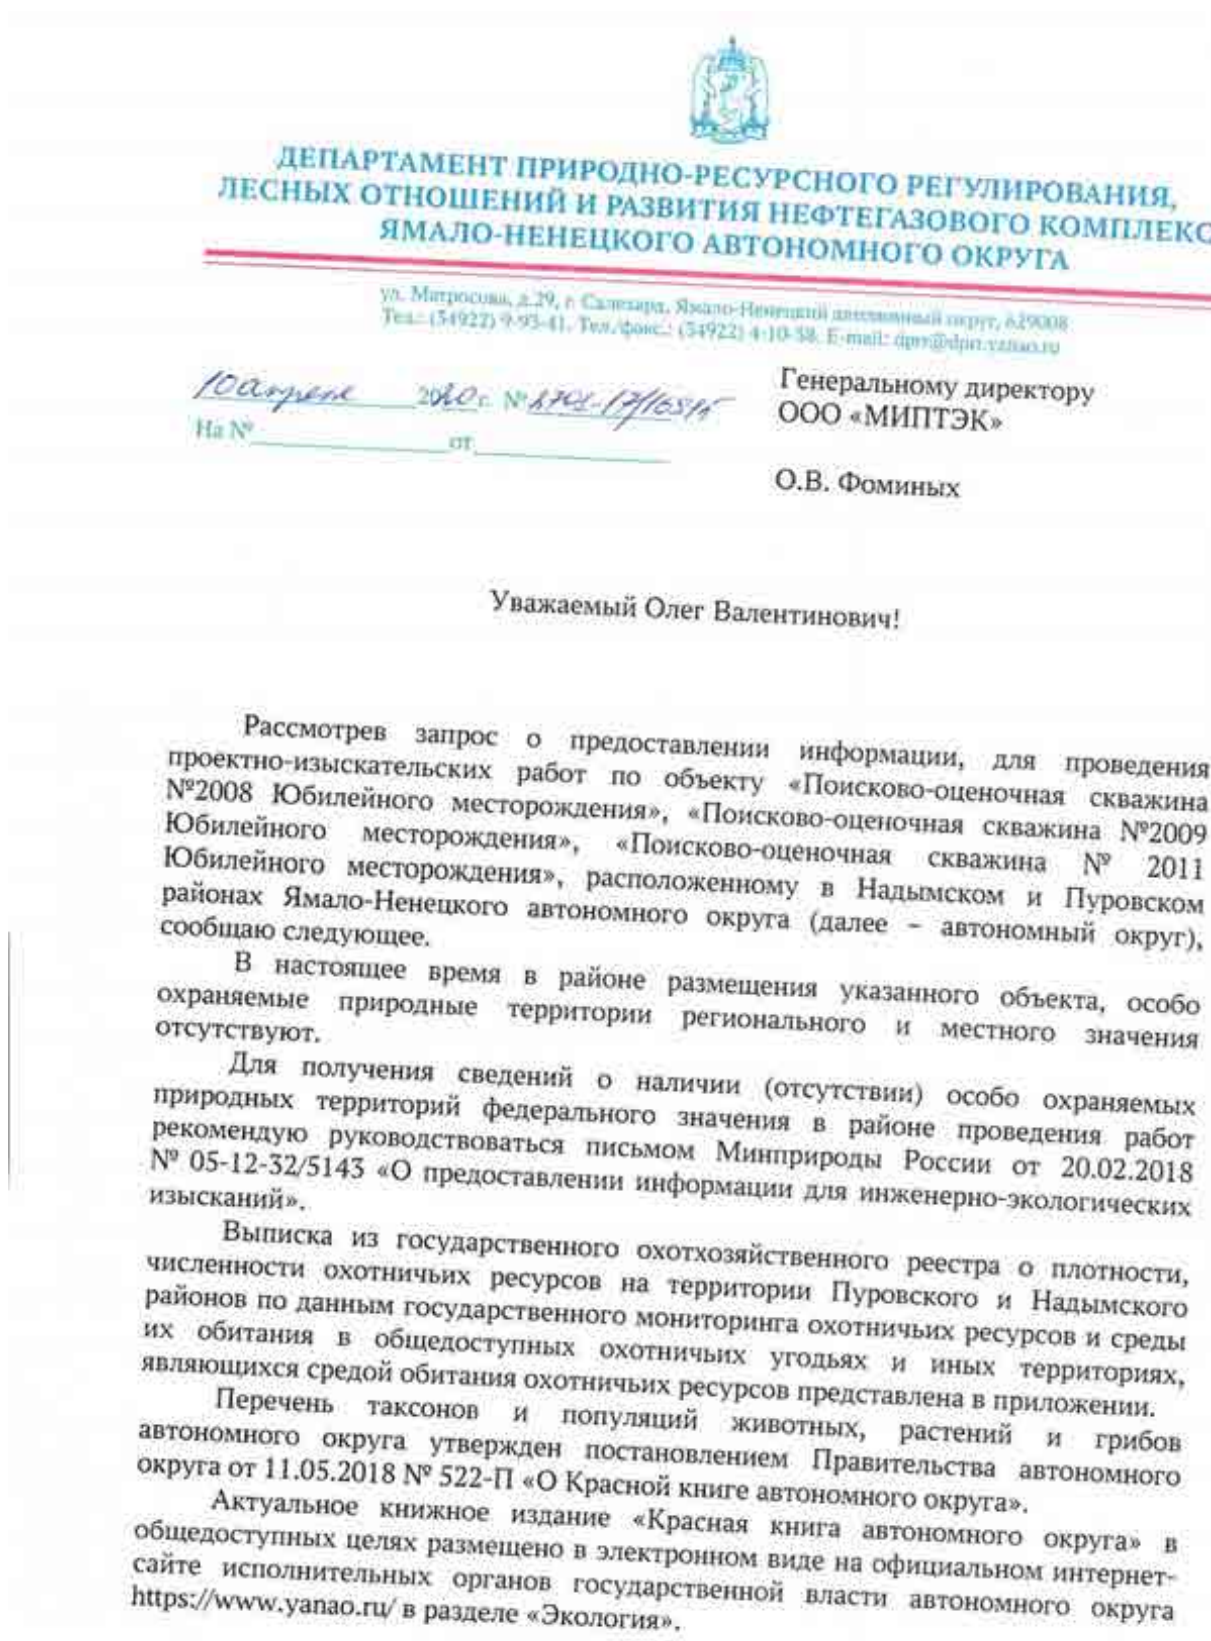 ДЕПАРТАМЕНТ ПРИРОДНО-РЕСУРСНОГО РЕГУЛИРОВАНИЯ,
ЛЕСНЫХ ОТНОШЕНИЙ И РАЗВИТИЯ НЕФТЕГАЗОВОГО КОМПЛЕКС
ЯМАЛО-НЕНЕЦКОГО АВТОНОМНОГО ОКРУГА
ул. Матросова, д.29, г. Салехард, Ямало-Ненецкий автономный округ, 629008
Тел.: (34922) 9-93-41. Тел./факс.: (34922) 4-10-38. E-mail: dprr@dprr.yanao.ru
10 апреля 2020 г. №
На № от
Генеральному директору
ООО «МИПТЭК»
О.В. Фоминых
Уважаемый Олег Валентинович!
Рассмотрев запрос о предоставлении информации, для проведения
проектно-изыскательских работ по объекту «Поисково-оценочная скважина
№2008 Юбилейного месторождения», «Поисково-оценочная скважина №2009
Юбилейного месторождения», «Поисково-оценочная скважина № 2011
Юбилейного месторождения», расположенному в Надымском и Пуровском
районах Ямало-Ненецкого автономного округа (далее – автономный округ),
сообщаю следующее.
В настоящее время в районе размещения указанного объекта, особо
охраняемые природные территории регионального и местного значения
отсутствуют.
Для получения сведений о наличии (отсутствии) особо охраняемых
природных территорий федерального значения в районе проведения работ
рекомендую руководствоваться письмом Минприроды России от 20.02.2018
№ 05-12-32/5143 «О предоставлении информации для инженерно-экологических
изысканий».
Выписка из государственного охотхозяйственного реестра о плотности,
численности охотничьих ресурсов на территории Пуровского и Надымского
районов по данным государственного мониторинга охотничьих ресурсов и среды
их обитания в общедоступных охотничьих угодьях и иных территориях,
являющихся средой обитания охотничьих ресурсов представлена в приложении.
Перечень таксонов и популяций животных, растений и грибов
автономного округа утвержден постановлением Правительства автономного
округа от 11.05.2018 № 522-П «О Красной книге автономного округа».
Актуальное книжное издание «Красная книга автономного округа» в
общедоступных целях размещено в электронном виде на официальном интернет-
сайте исполнительных органов государственной власти автономного округа
https://www.yanao.ru/ в разделе «Экология».